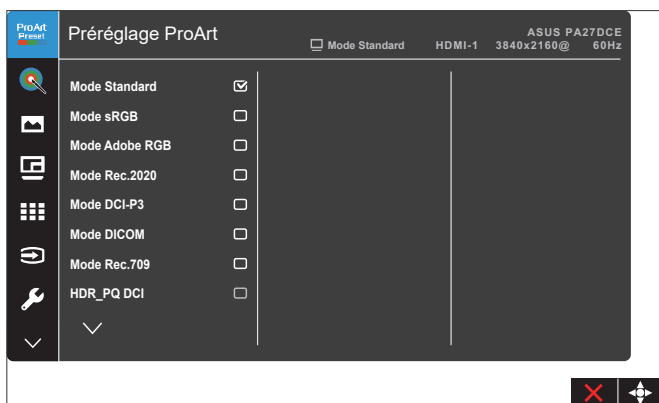 ProArt
Preset
Préréglage ProArt
Mode Standard HDMI-1 3840x2160@ 60Hz
ASUS PA27DCE
Mode Standard
Mode sRGB
Mode Adobe RGB
Mode Rec.2020
Mode DCI-P3
Mode DICOM
Mode Rec.709
HDR_PQ DCI